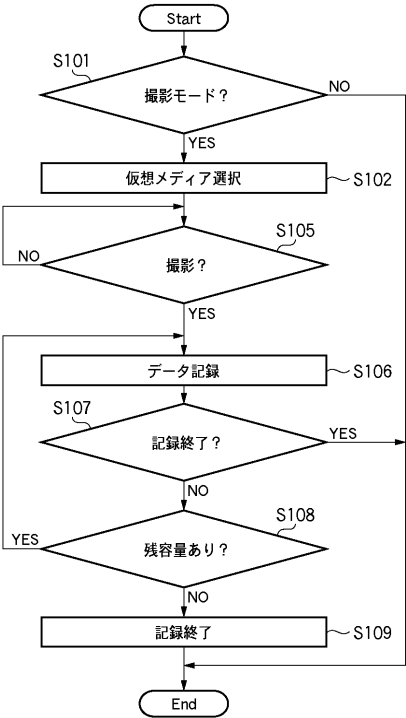 Start
S101
撮影モード？
NO
YES
仮想メディア選択
S102
S105
撮影？
NO
YES
データ記録
S106
S107
記録終了？
YES
NO
S108
残容量あり？
YES
NO
記録終了
S109
End